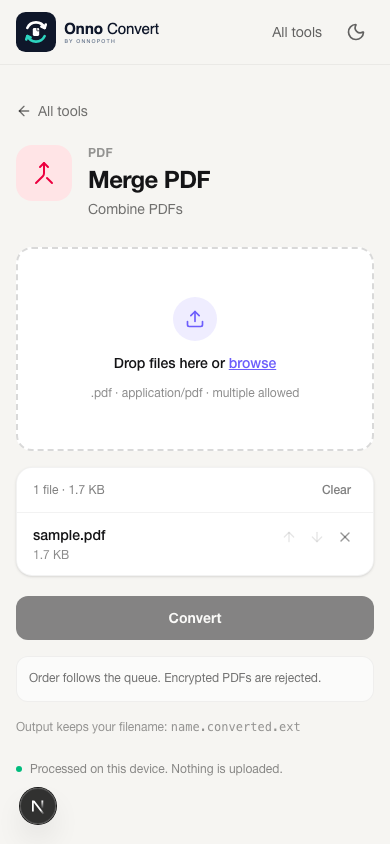 Onno Convert
BY ONNOPOTH
All tools
← All tools
PDF
Merge PDF
Combine PDFs
Drop files here or browse
.pdf · application/pdf · multiple allowed
1 file · 1.7 KB
Clear
sample.pdf
1.7 KB
Convert
Order follows the queue. Encrypted PDFs are rejected.
Output keeps your filename: name.converted.ext
Processed on this device. Nothing is uploaded.
N